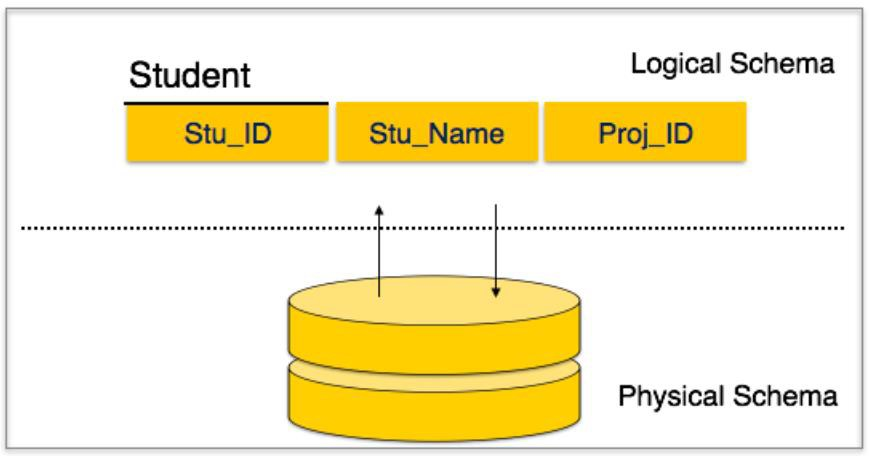 Logical Schema
Student
Stu_ID Stu_Name Proj_ID
Physical Schema